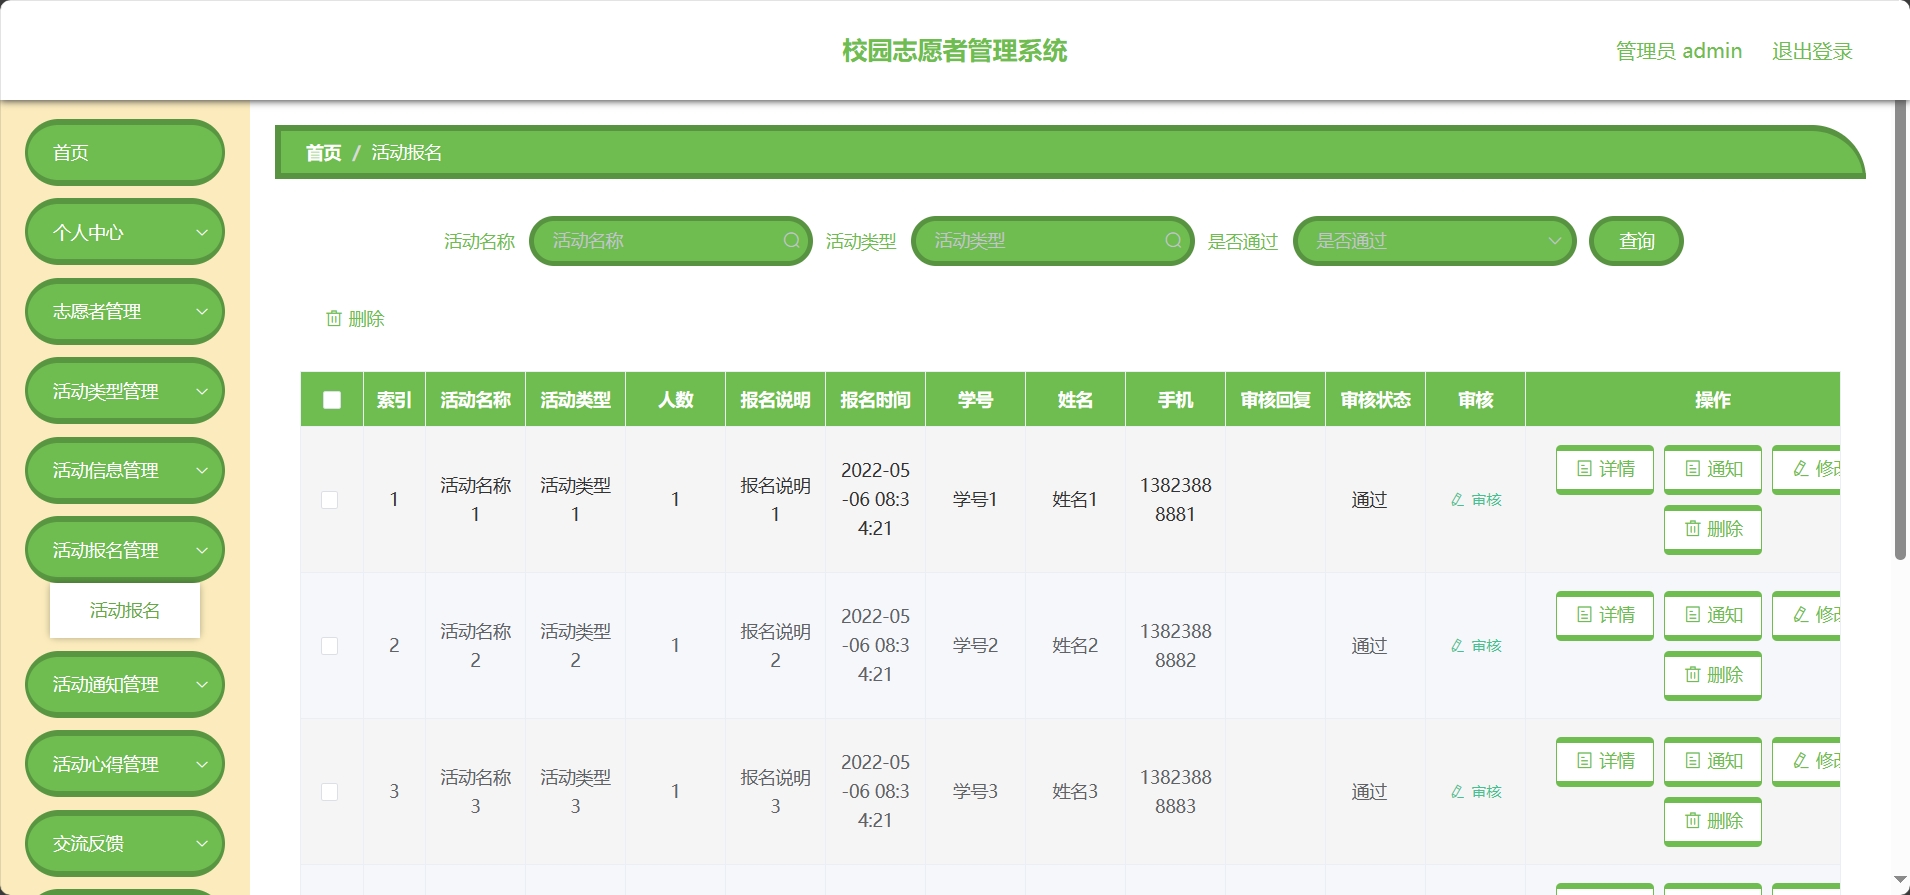 校园志愿者管理系统
管理员 admin
退出登录
首页
个人中心
志愿者管理
活动类型管理
活动信息管理
活动报名管理
活动报名
活动通知管理
活动心得管理
交流反馈
首页 / 活动报名
活动名称 活动名称 活动类型 活动类型 是否通过 是否通过 查询
删除
索引 活动名称 活动类型 人数 报名说明 报名时间 学号 姓名 手机 审核回复 审核状态 审核 操作
1
活动名称
1
活动类型
1
1
报名说明
1
2022-05
-06 08:3
4:21
学号1
姓名1
1382388
8881
通过
审核
详情 通知 修改
删除
2
活动名称
2
活动类型
2
1
报名说明
2
2022-05
-06 08:3
4:21
学号2
姓名2
1382388
8882
通过
审核
详情 通知 修改
删除
3
活动名称
3
活动类型
3
1
报名说明
3
2022-05
-06 08:3
4:21
学号3
姓名3
1382388
8883
通过
审核
详情 通知 修改
删除